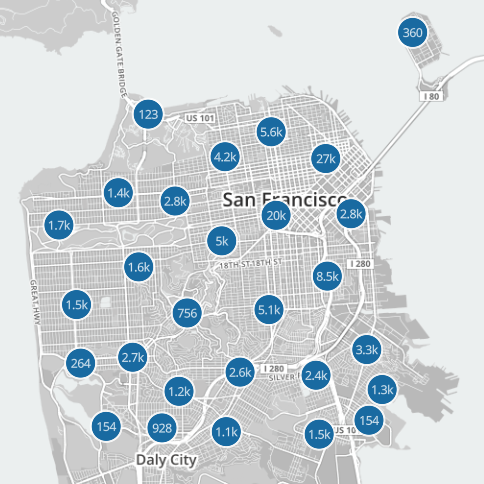 360
GOLDEN GATE BRIDGE
I 80
123
US 101
5.6k
4.2k
27k
1.4k
2.8k
San Francisco
20k
2.8k
1.7k
5k
1.6k
18TH ST
18TH ST
I 280
8.5k
GREAT HWY
1.5k
756
5.1k
3.3k
264
2.7k
2.6k
I 280
SILVER
2.4k
1.2k
1.3k
154
928
1.1k
1.5k
US 10
154
Daly City